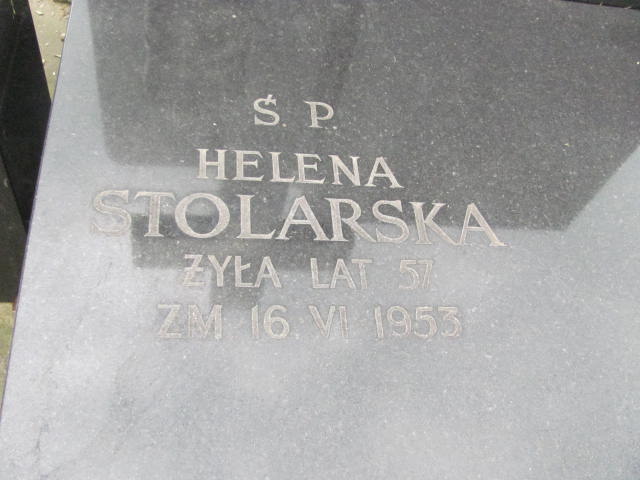 Ś. P.
HELENA
STOLARSKA
ŻYŁA LAT 57
ZM 16 VI 1953